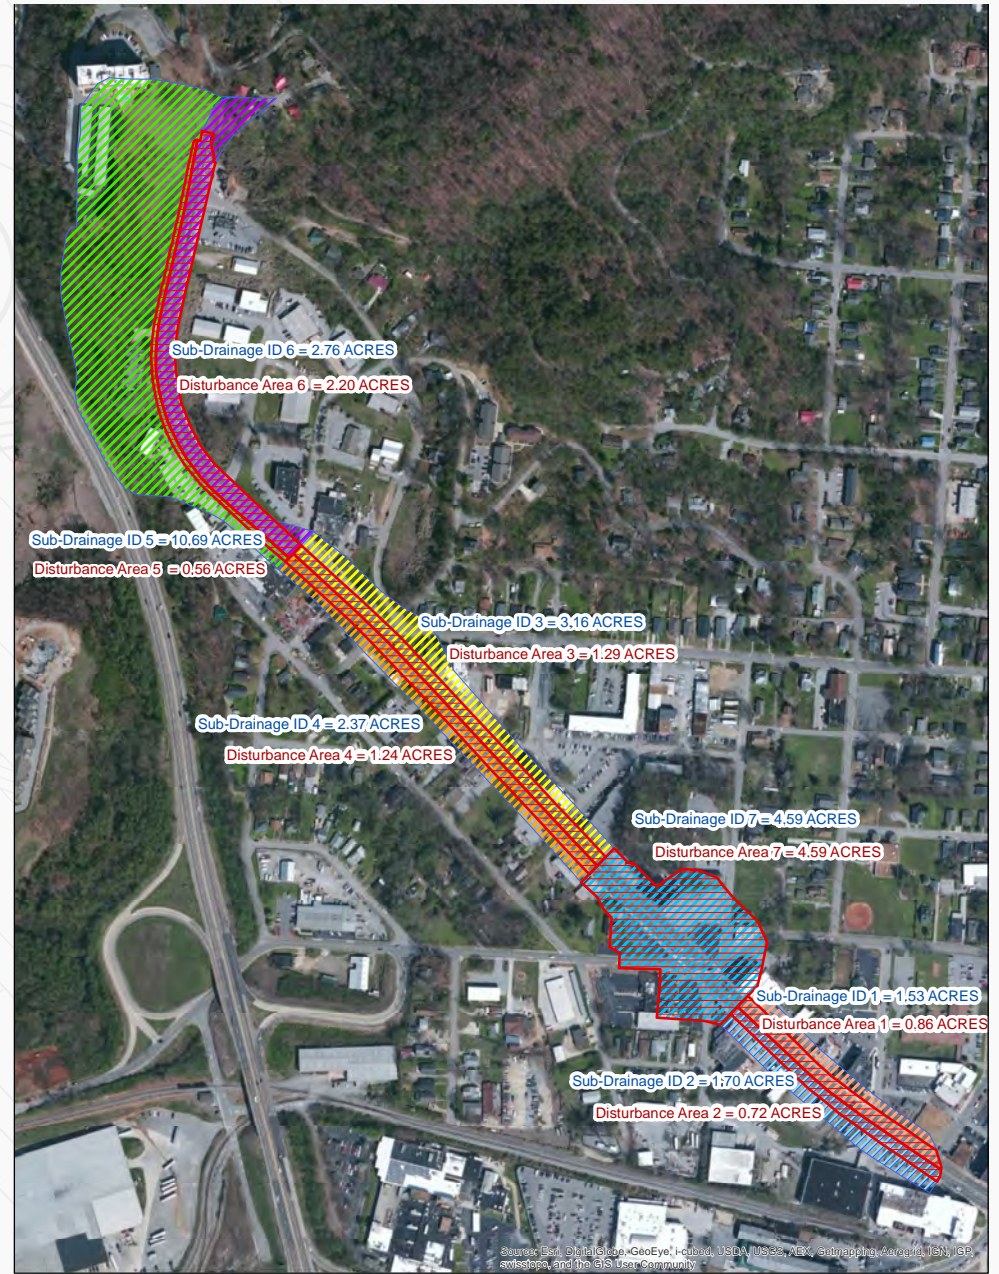 Sub-Drainage ID 6 = 2.76 ACRES
Disturbance Area 6 = 2.20 ACRES
Sub-Drainage ID 5 = 10.69 ACRES
Disturbance Area 5 = 0.56 ACRES
Sub-Drainage ID 3 = 3.16 ACRES
Disturbance Area 3 = 1.29 ACRES
Sub-Drainage ID 4 = 2.37 ACRES
Disturbance Area 4 = 1.24 ACRES
Sub-Drainage ID 7 = 4.59 ACRES
Disturbance Area 7 = 4.59 ACRES
Sub-Drainage ID 1 = 1.53 ACRES
Disturbance Area 1 = 0.86 ACRES
Sub-Drainage ID 2 = 1.70 ACRES
Disturbance Area 2 = 0.72 ACRES
Source: Esri, DigitalGlobe, GeoEye, i-cubed, USDA, USGS, AEX, Getmapping, Aerogrid, IGN, IGP,
swisstopo, and the GIS User Community